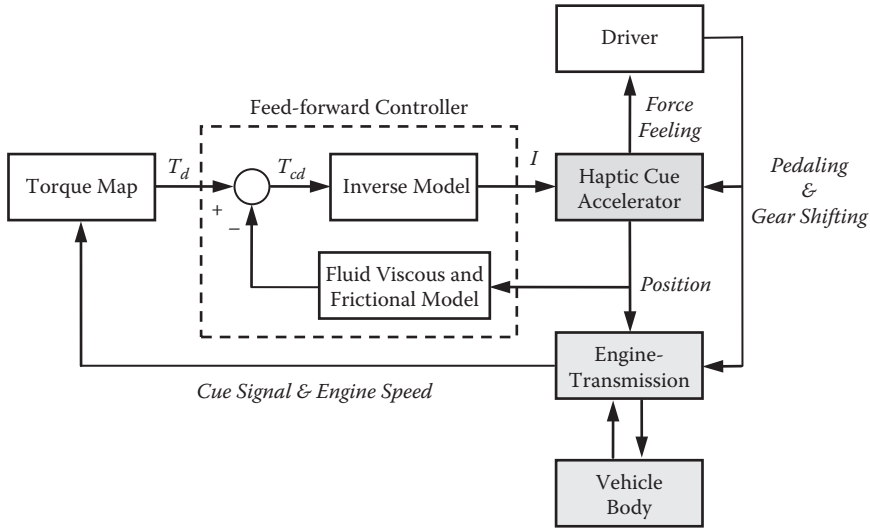 Driver
Feed-forward Controller
Force
Feeling
T_d
T_cd
I
Torque Map
Inverse Model
Haptic Cue
Accelerator
Pedaling
&
Gear Shifting
+
−
Fluid Viscous and
Frictional Model
Position
Engine-
Transmission
Cue Signal & Engine Speed
Vehicle
Body